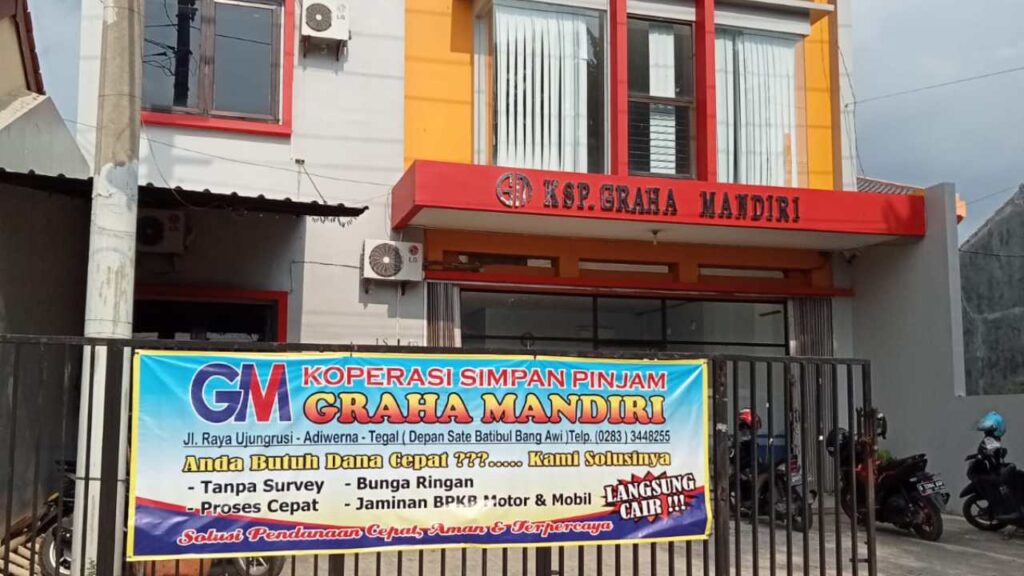 LG
KSP. GRAHA MANDIRI
LG
GM
KOPERASI SIMPAN PINJAM
GRAHA MANDIRI
Jl. Raya Ujungrusi - Adiwerna - Tegal ( Depan Sate Batibul Bang Awi )Telp. (0283) 3448255
Anda Butuh Dana Cepat ???..... Kami Solusinya
- Tanpa Survey
- Bunga Ringan
- Proses Cepat
- Jaminan BPKB Motor & Mobil
LANGSUNG
CAIR !!!
Solusi Pendanaan Cepat, Aman & Terpercaya